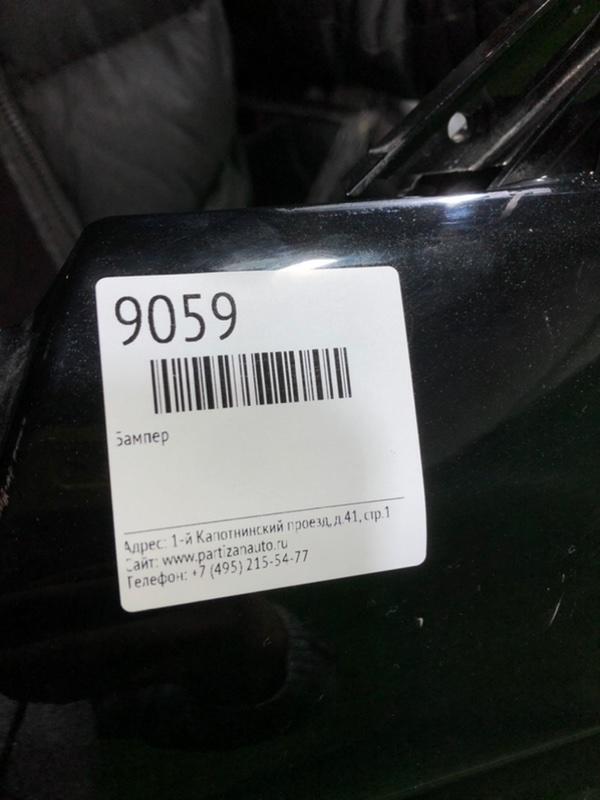 9059
Бампер
Адрес: 1-й Капотнинский проезд, д.41, стр.1
Сайт: www.partizanauto.ru
Телефон: +7 (495) 215-54-77